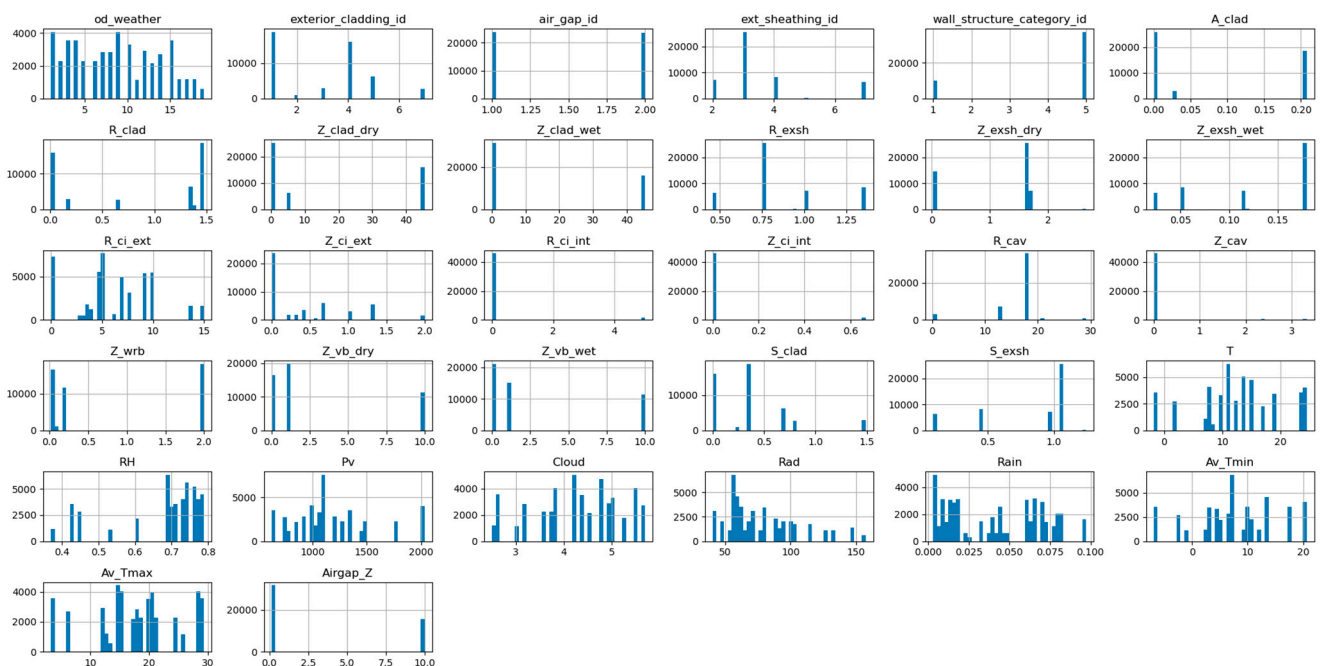 od_weather
exterior_cladding_id
air_gap_id
ext_sheathing_id
wall_structure_category_id
A_clad
4000
2000
0
5 10 15
10000
0
2 4 6
20000
10000
0
1.00 1.25 1.50 1.75 2.00
20000
10000
0
2 3 4 5 6 7
20000
0
1 2 3 4 5
20000
10000
0
0.00 0.05 0.10 0.15 0.20
R_clad
Z_clad_dry
Z_clad_wet
R_exsh
Z_exsh_dry
Z_exsh_wet
10000
0
0.0 0.5 1.0 1.5
20000
10000
0
0 10 20 30 40
20000
0
0 10 20 30 40
20000
10000
0
0.50 0.75 1.00 1.25
20000
10000
0
0 1 2
20000
10000
0
0.05 0.10 0.15
R_ci_ext
Z_ci_ext
R_ci_int
Z_ci_int
R_cav
Z_cav
5000
0
0 5 10 15
20000
10000
0
0.0 0.5 1.0 1.5 2.0
40000
20000
0
0 2 4
40000
20000
0
0.0 0.2 0.4 0.6
20000
0
0 10 20 30
40000
20000
0
0 1 2 3
Z_wrb
Z_vb_dry
Z_vb_wet
S_clad
S_exsh
T
10000
0
0.0 0.5 1.0 1.5 2.0
20000
10000
0
0.0 2.5 5.0 7.5 10.0
20000
10000
0
0.0 2.5 5.0 7.5 10.0
10000
0
0.0 0.5 1.0 1.5
20000
10000
0
0.5 1.0
5000
2500
0
0 10 20
RH
Pv
Cloud
Rad
Rain
Av_Tmin
5000
2500
0
0.4 0.5 0.6 0.7 0.8
5000
0
1000 1500 2000
4000
2000
0
3 4 5
5000
2500
0
50 75 100 125 150
4000
2000
0
0.000 0.025 0.050 0.075 0.100
5000
2500
0
0 10 20
Av_Tmax
Airgap_Z
4000
2000
0
10 20 30
20000
0
0.0 2.5 5.0 7.5 10.0